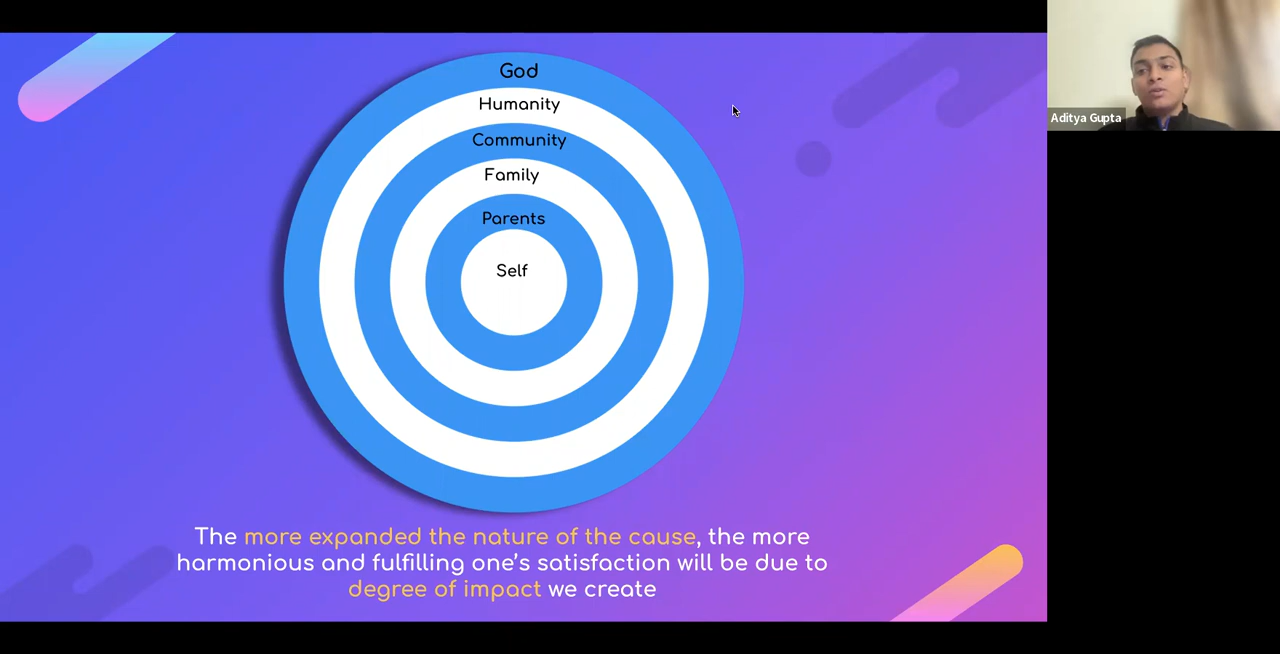 God
Humanity
Community
Family
Parents
Self
The more expanded the nature of the cause, the more
harmonious and fulfilling one’s satisfaction will be due to
degree of impact we create
Aditya Gupta